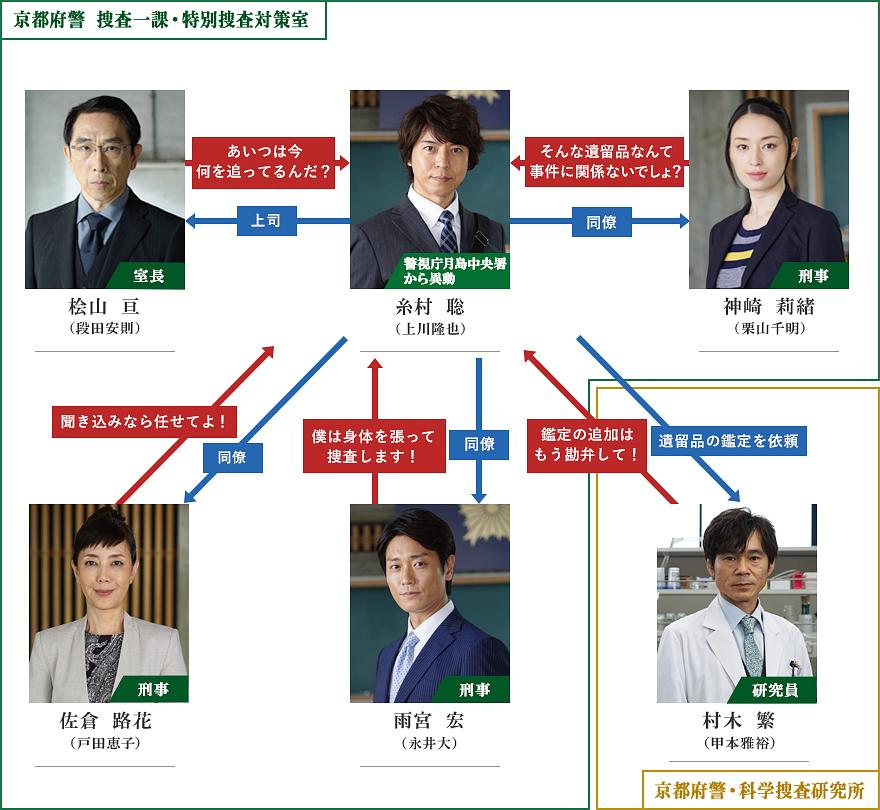 京都府警 捜査一課・特別捜査対策室
あいつは今
何を追ってるんだ？
そんな遺留品なんて
事件に関係ないでしょ？
上司
同僚
室長
警視庁月島中央署
から異動
刑事
桧山 亘
（段田安則）
糸村 聡
（上川隆也）
神崎 莉緒
（栗山千明）
聞き込みなら任せてよ！
同僚
僕は身体を張って
捜査します！
同僚
鑑定の追加は
もう勘弁して！
遺留品の鑑定を依頼
刑事
刑事
研究員
佐倉 路花
（戸田恵子）
雨宮 宏
（永井大）
村木 繁
（甲本雅裕）
京都府警・科学捜査研究所